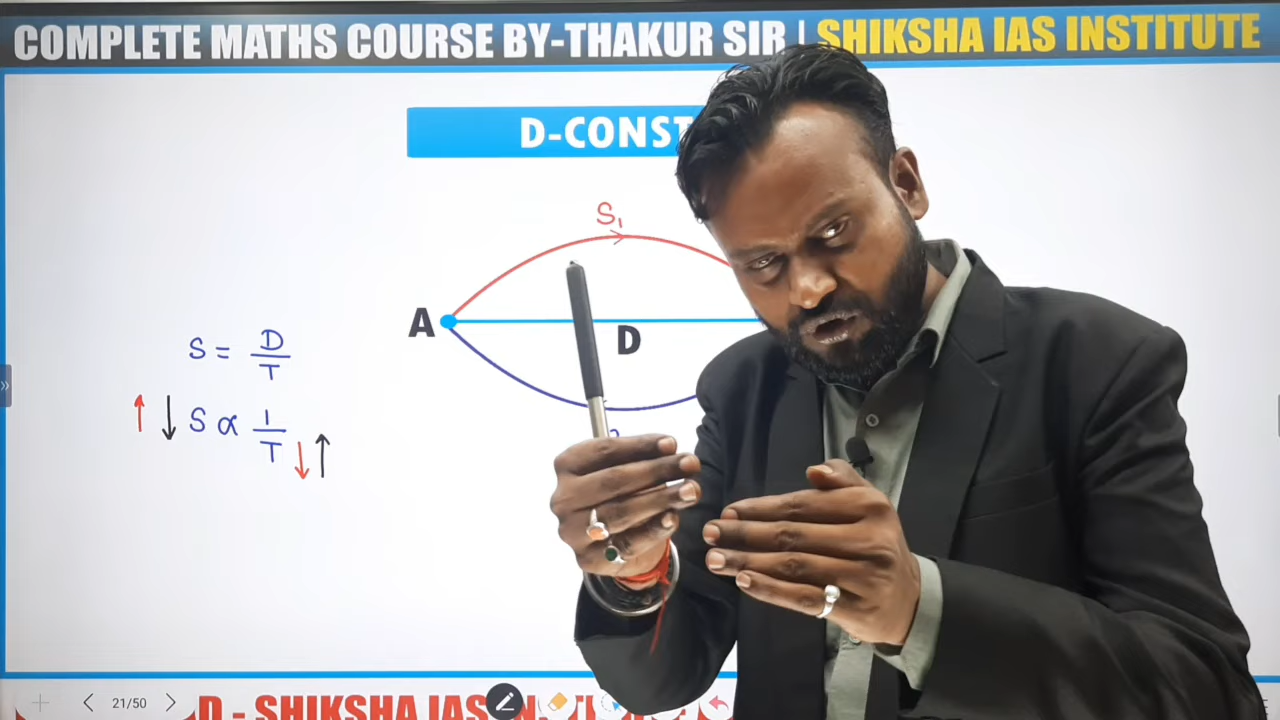 COMPLETE MATHS COURSE BY-THAKUR SIR | SHIKSHA IAS INSTITUTE
D-CONST
S₁
A
D
S = D/T
↑ ↓ S ∝ 1/T ↓ ↑
21/50
D - SHIKSHA IAS